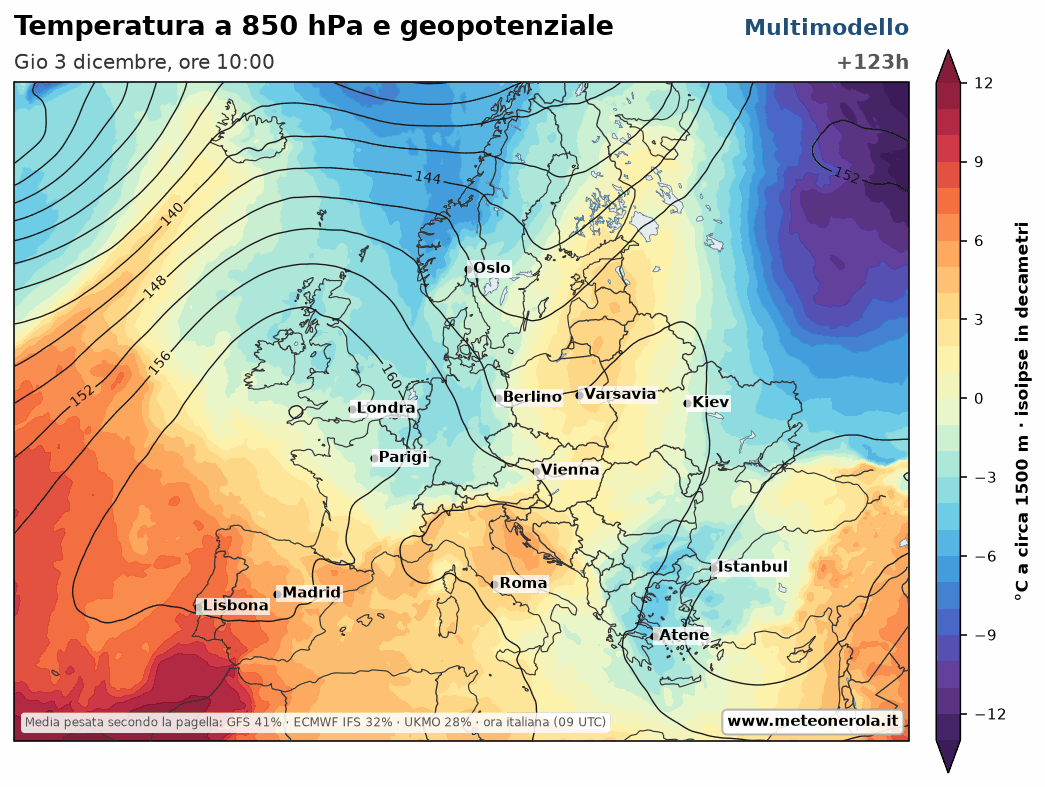 Temperatura a 850 hPa e geopotenziale
Multimodello
Gio 3 dicembre, ore 10:00
+123h
152
144
140
148
156
152
160
Oslo
Berlino
Varsavia
Kiev
Londra
Parigi
Vienna
Istanbul
Roma
Madrid
Lisbona
Atene
Media pesata secondo la pagella: GFS 41% · ECMWF IFS 32% · UKMO 28% · ora italiana (09 UTC)
www.meteonerola.it
12
9
6
3
0
−3
−6
−9
−12
°C a circa 1500 m · isoipse in decametri